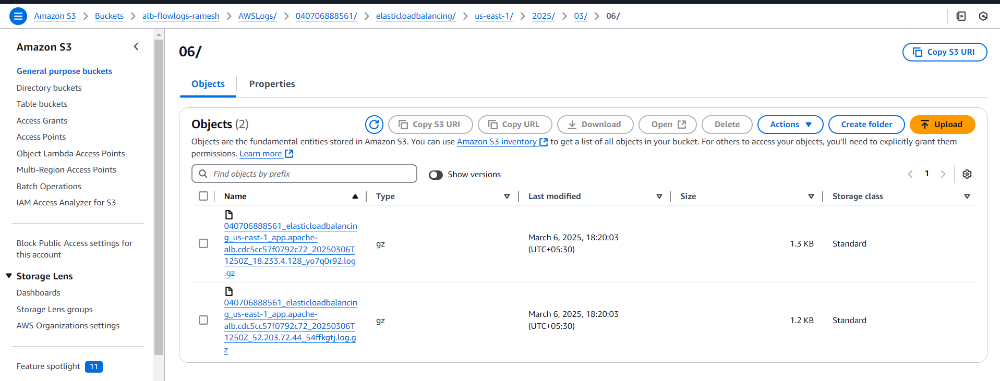 Amazon S3 > Buckets > alb-flowlogs-ramesh > AWSLogs/ > 040706888561/ > elasticloadbalancing/ > us-east-1/ > 2025/ > 03/ > 06/
Amazon S3
General purpose buckets
Directory buckets
Table buckets
Access Grants
Access Points
Object Lambda Access Points
Multi-Region Access Points
Batch Operations
IAM Access Analyzer for S3
Block Public Access settings for
this account
Storage Lens
Dashboards
Storage Lens groups
AWS Organizations settings
Feature spotlight 11
06/
Copy S3 URI
Objects Properties
Objects (2)
Copy S3 URI Copy URL Download Open Delete Actions Create folder Upload
Objects are the fundamental entities stored in Amazon S3. You can use Amazon S3 inventory to get a list of all objects in your bucket. For others to access your objects, you'll need to explicitly grant them
permissions. Learn more
Find objects by prefix Show versions 1
Name Type Last modified Size Storage class
040706888561_elasticloadbalancin
g_us-east-1_app.apache-
alb.cdc5cc57f0792c72_20250306T
1250Z_18.233.4.128_yo7q0r92.log
.gz
gz
March 6, 2025, 18:20:03
(UTC+05:30)
1.3 KB
Standard
040706888561_elasticloadbalancin
g_us-east-1_app.apache-
alb.cdc5cc57f0792c72_20250306T
1250Z_52.203.72.44_54ffkgtj.log.g
z
gz
March 6, 2025, 18:20:03
(UTC+05:30)
1.2 KB
Standard